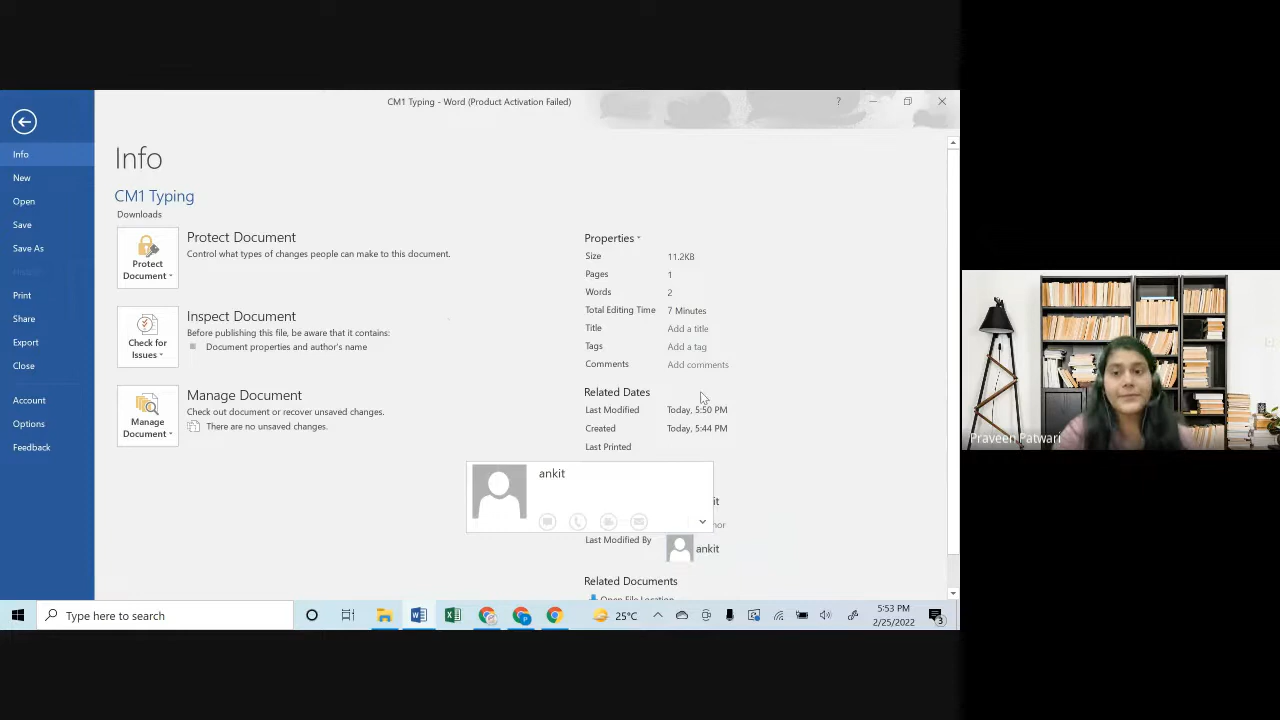 CM1 Typing - Word (Product Activation Failed)
?
Info
New
Open
Save
Save As
Print
Share
Export
Close
Account
Options
Feedback
Info
CM1 Typing
Downloads
Protect Document
Protect Document
Control what types of changes people can make to this document.
Check for Issues
Inspect Document
Before publishing this file, be aware that it contains:
Document properties and author's name
Manage Document
Manage Document
Check out document or recover unsaved changes.
There are no unsaved changes.
Properties
Size 11.2KB
Pages 1
Words 2
Total Editing Time 7 Minutes
Title Add a title
Tags Add a tag
Comments Add comments
Related Dates
Last Modified Today, 5:50 PM
Created Today, 5:44 PM
Last Printed
ankit
Last Modified By ankit
Related Documents
Open File Location
Praveen Patwari
Type here to search
25°C
5:53 PM
2/25/2022
3